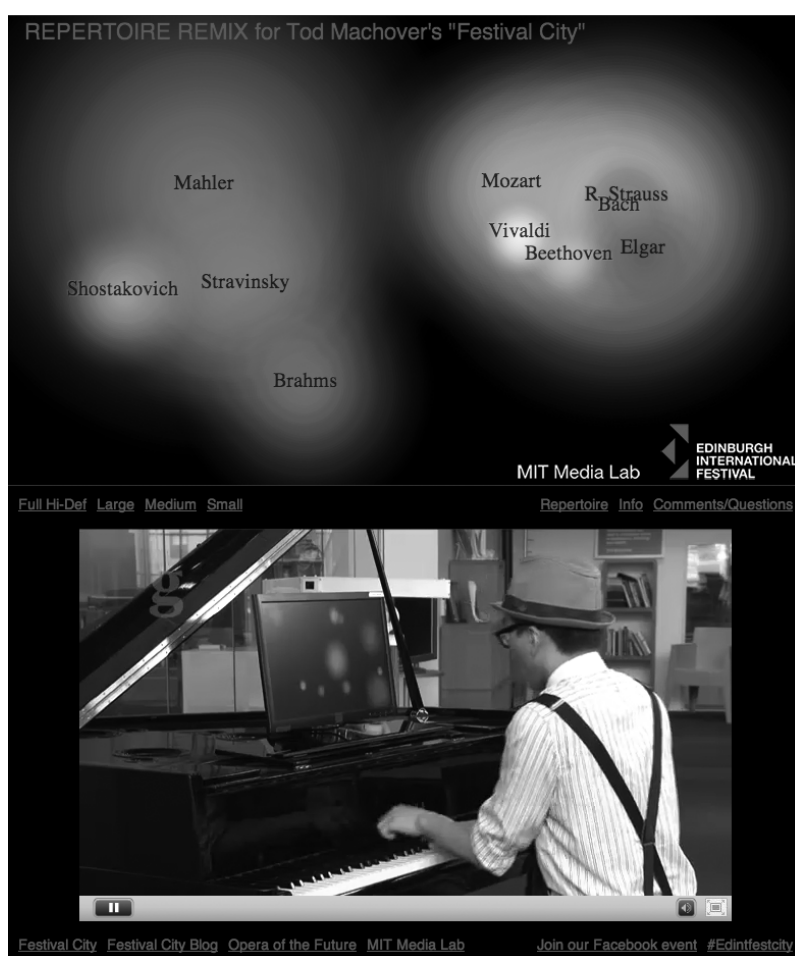 REPERTOIRE REMIX for Tod Machover's "Festival City"
Mahler
Mozart
R. Strauss
Bach
Vivaldi
Beethoven
Elgar
Shostakovich
Stravinsky
Brahms
MIT Media Lab
EDINBURGH
INTERNATIONAL
FESTIVAL
Full Hi-Def Large Medium Small
Repertoire Info Comments/Questions
g
Festival City Festival City Blog Opera of the Future MIT Media Lab
Join our Facebook event #Edintfestcity